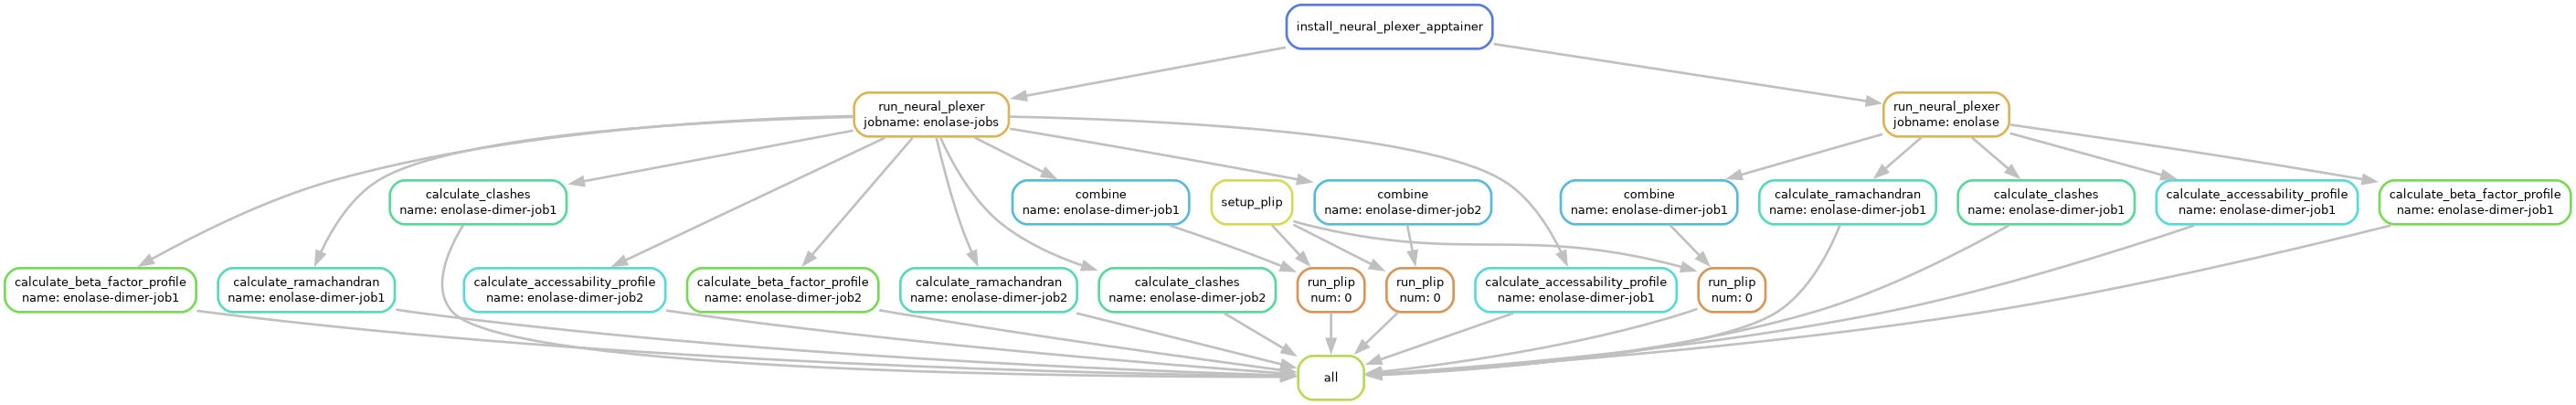 install_neural_plexer_apptainer
run_neural_plexer
jobname: enolase-jobs
run_neural_plexer
jobname: enolase
calculate_clashes
name: enolase-dimer-job1
combine
name: enolase-dimer-job1
setup_plip
combine
name: enolase-dimer-job2
combine
name: enolase-dimer-job1
calculate_ramachandran
name: enolase-dimer-job1
calculate_clashes
name: enolase-dimer-job1
calculate_accessability_profile
name: enolase-dimer-job1
calculate_beta_factor_profile
name: enolase-dimer-job1
calculate_beta_factor_profile
name: enolase-dimer-job1
calculate_ramachandran
name: enolase-dimer-job1
calculate_accessability_profile
name: enolase-dimer-job2
calculate_beta_factor_profile
name: enolase-dimer-job2
calculate_ramachandran
name: enolase-dimer-job2
calculate_clashes
name: enolase-dimer-job2
run_plip
num: 0
run_plip
num: 0
calculate_accessability_profile
name: enolase-dimer-job1
run_plip
num: 0
all